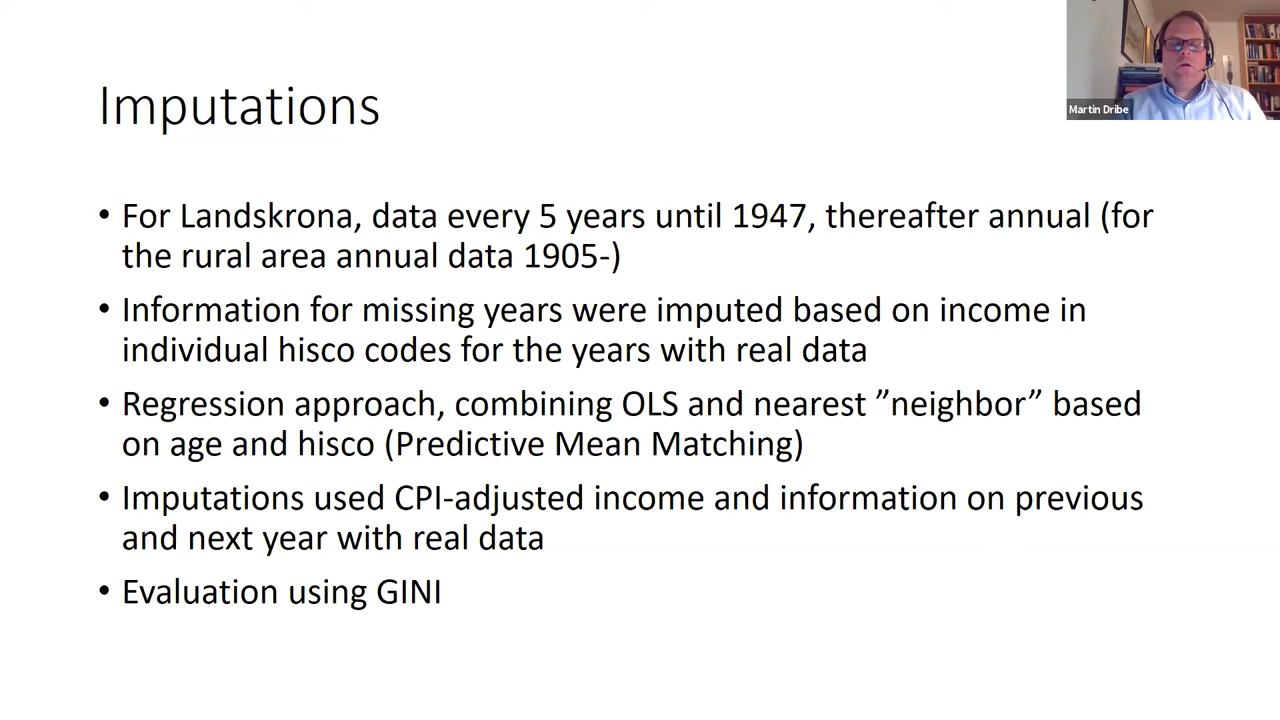 Imputations
Martin Dribe
• For Landskrona, data every 5 years until 1947, thereafter annual (for
the rural area annual data 1905-)
• Information for missing years were imputed based on income in
individual hisco codes for the years with real data
• Regression approach, combining OLS and nearest ”neighbor” based
on age and hisco (Predictive Mean Matching)
• Imputations used CPI-adjusted income and information on previous
and next year with real data
• Evaluation using GINI